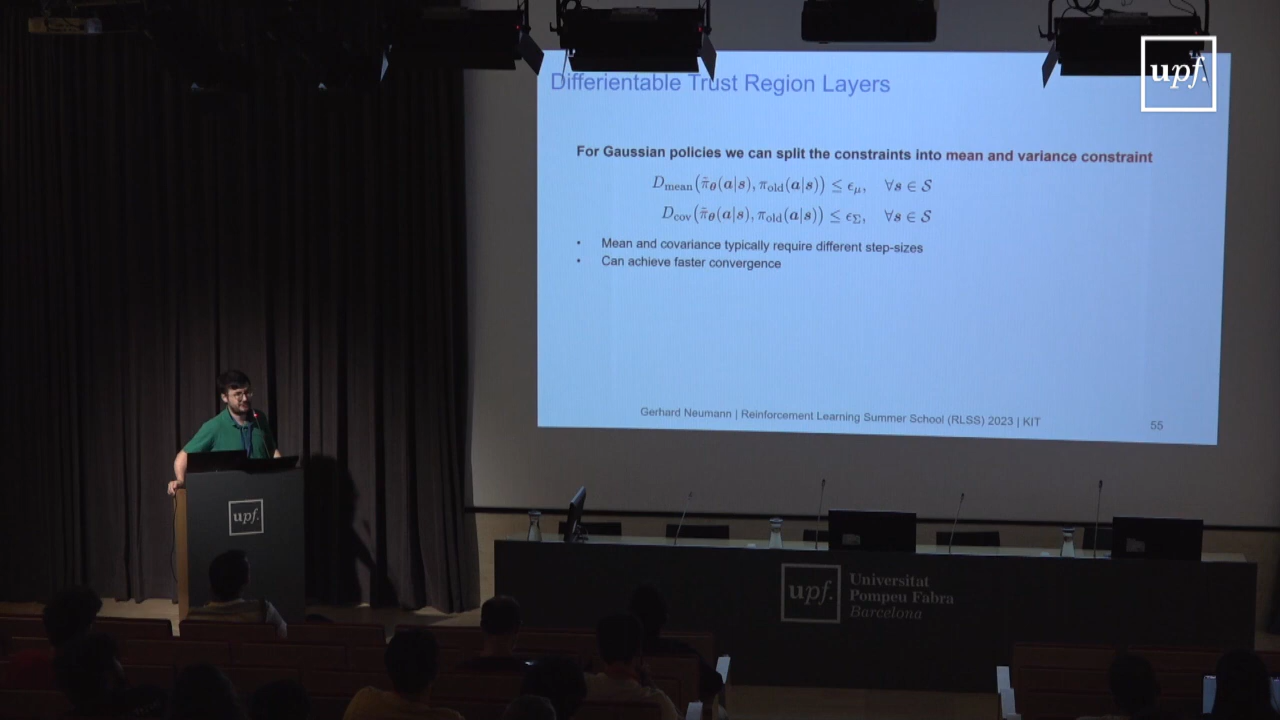 Differientable Trust Region Layers
upf.
For Gaussian policies we can split the constraints into mean and variance constraint
D_mean(π̃_θ(a|s), π_old(a|s)) ≤ ϵ_μ, ∀s ∈ S
D_cov(π̃_θ(a|s), π_old(a|s)) ≤ ϵ_Σ, ∀s ∈ S
• Mean and covariance typically require different step-sizes
• Can achieve faster convergence
Gerhard Neumann | Reinforcement Learning Summer School (RLSS) 2023 | KIT
55
upf.
upf.
Universitat
Pompeu Fabra
Barcelona